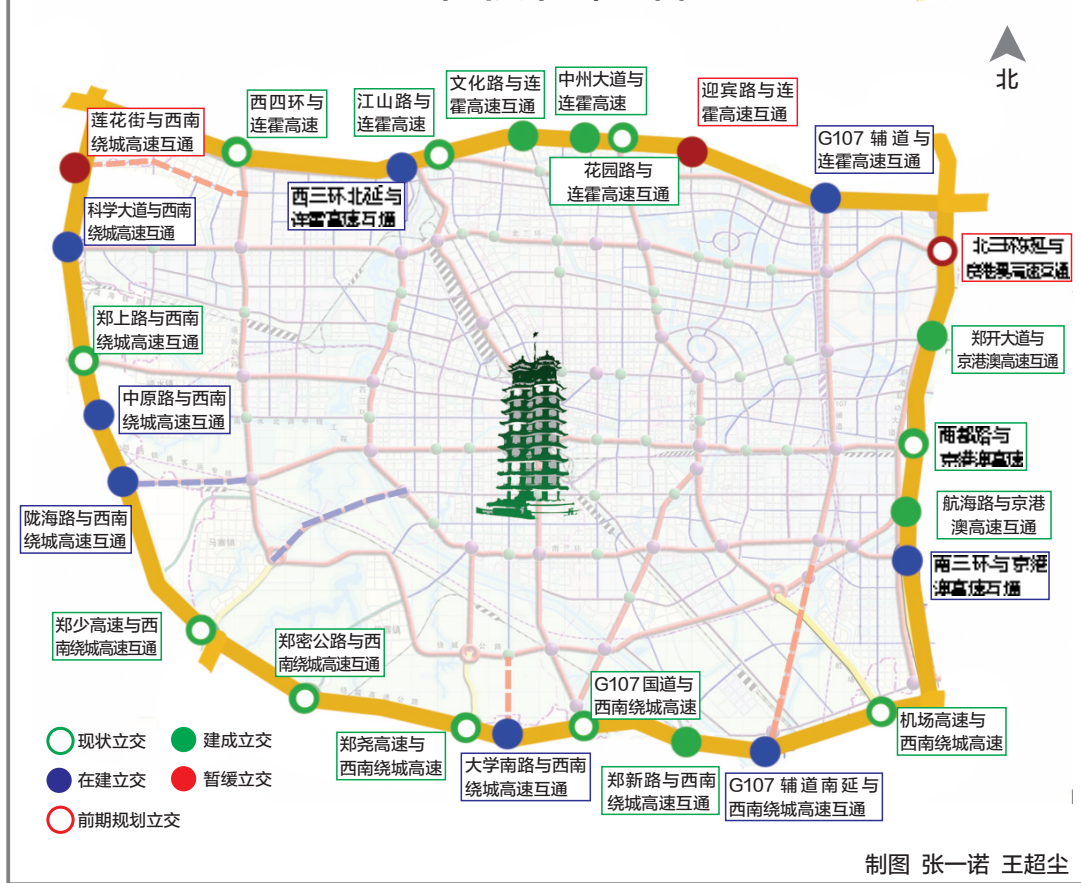 北
文化路与连
霍高速互通
中州大道与
连霍高速
迎宾路与连
霍高速互通
西四环与
连霍高速
江山路与
连霍高速
莲花街与西南
绕城高速互通
G107 辅道与
连霍高速互通
花园路与
连霍高速互通
西三环北延与
连霍高速互通
科学大道与西南
绕城高速互通
北三环东延与
京港澳高速互通
郑上路与西南
绕城高速互通
郑开大道与
京港澳高速互通
中原路与西南
绕城高速互通
商都路与
京港澳高速
陇海路与西南
绕城高速互通
航海路与京港
澳高速互通
南三环与京港
澳高速互通
郑少高速与西
南绕城高速互通
郑密公路与西
南绕城高速互通
G107 国道与
西南绕城高速
机场高速与
西南绕城高速
郑尧高速与
西南绕城高速
大学南路与西南
绕城高速互通
郑新路与西南
绕城高速互通
G107 辅道南延与
西南绕城高速互通
现状立交
建成立交
在建立交
暂缓立交
前期规划立交
制图 张一诺 王超尘